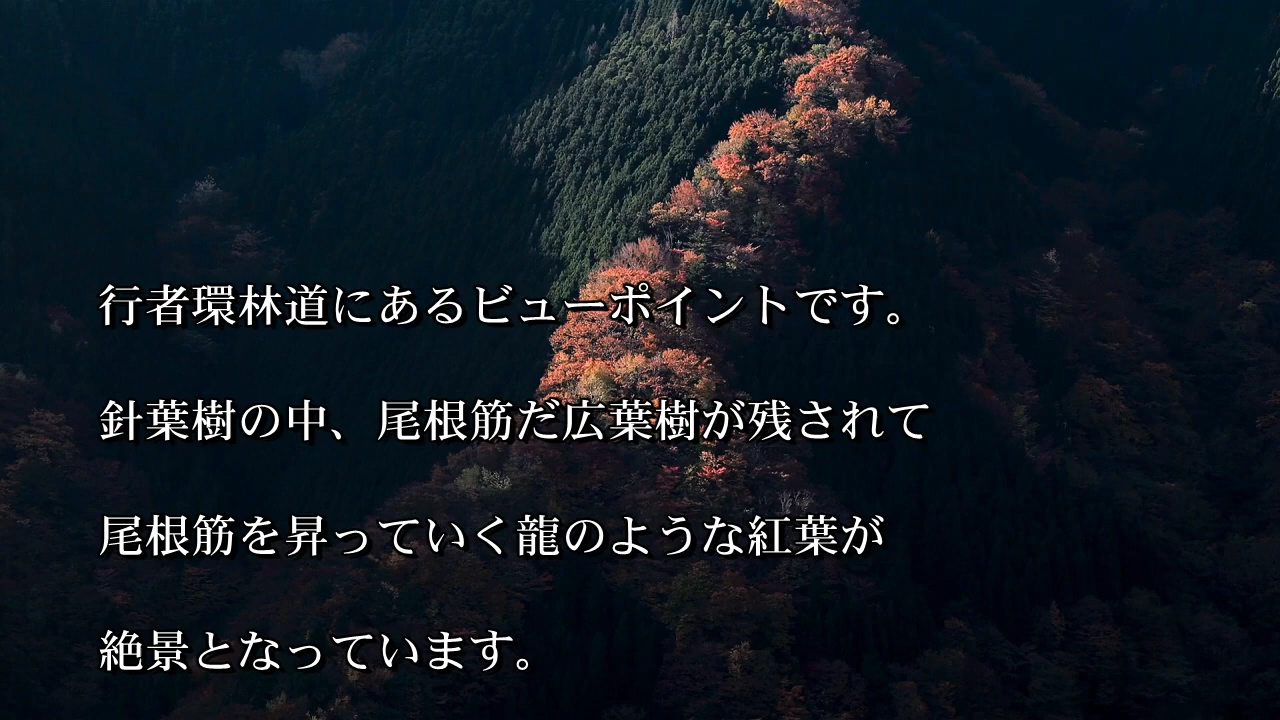 行者環林道にあるビューポイントです。
針葉樹の中、尾根筋だ広葉樹が残されて
尾根筋を昇っていく龍のような紅葉が
絶景となっています。